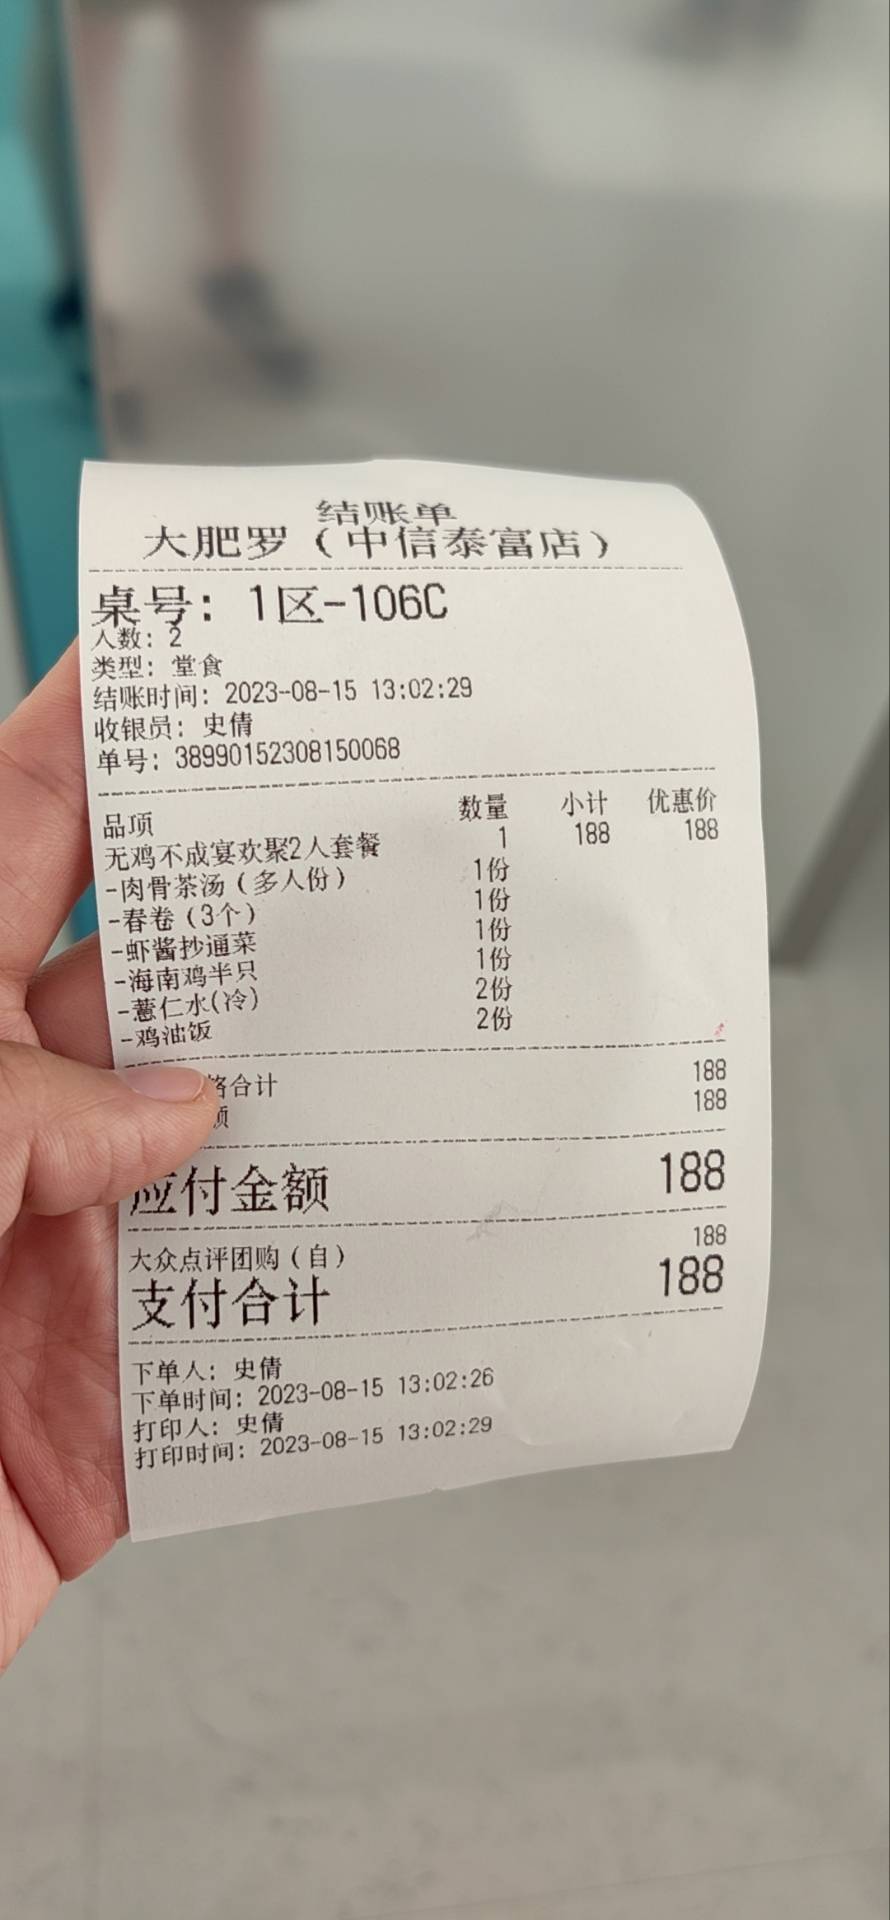 结账单
大肥罗（中信泰富店）
桌号：1区-106C
人数：2
类型：堂食
结账时间：2023-08-15 13:02:29
收银员：史倩
单号：38990152308150068
品项 数量 小计 优惠价
无鸡不成宴欢聚2人套餐 1 188 188
-肉骨茶汤（多人份） 1份
-春卷（3个） 1份
-虾酱抄通菜 1份
-海南鸡半只 1份
-薏仁水(冷) 2份
-鸡油饭 2份
合计 188
额 188
应付金额 188
大众点评团购（自） 188
支付合计 188
下单人：史倩
下单时间：2023-08-15 13:02:26
打印人：史倩
打印时间：2023-08-15 13:02:29